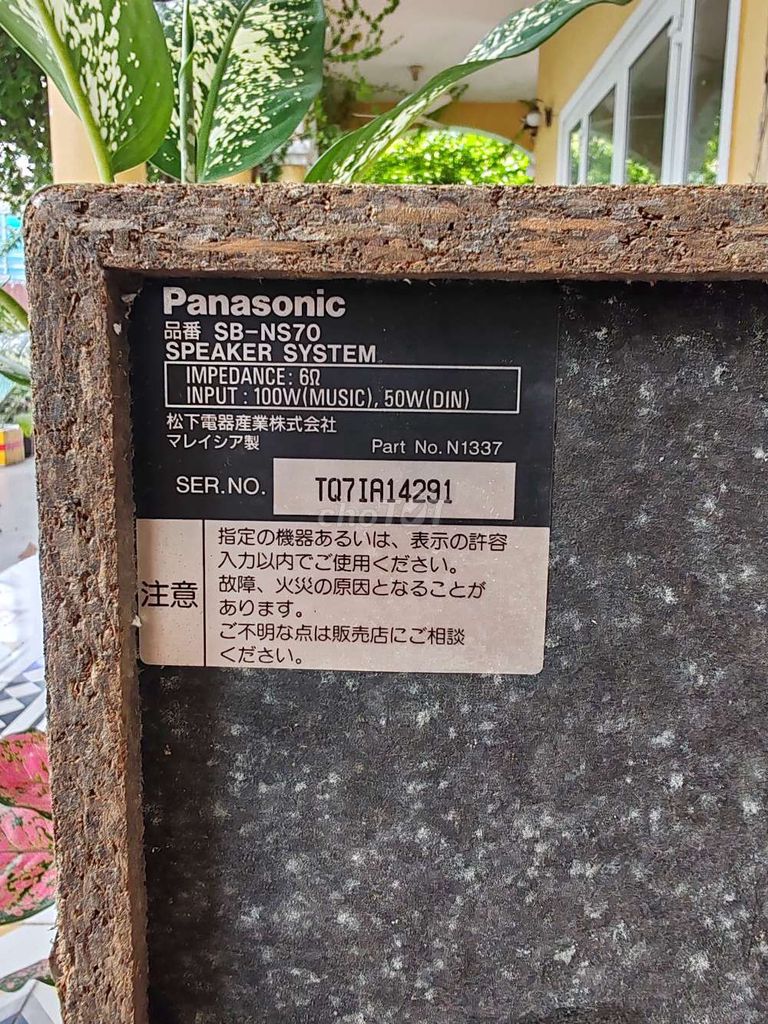 Panasonic
品番 SB-NS70
SPEAKER SYSTEM
IMPEDANCE : 6Ω
INPUT : 100W(MUSIC), 50W(DIN)
松下電器産業株式会社
マレイシア製
Part No. N1337
SER.NO. TQ7IA14291
chợTỐT
注意
指定の機器あるいは、表示の許容
入力以内でご使用ください。
故障、火災の原因となることが
あります。
ご不明な点は販売店にご相談
ください。